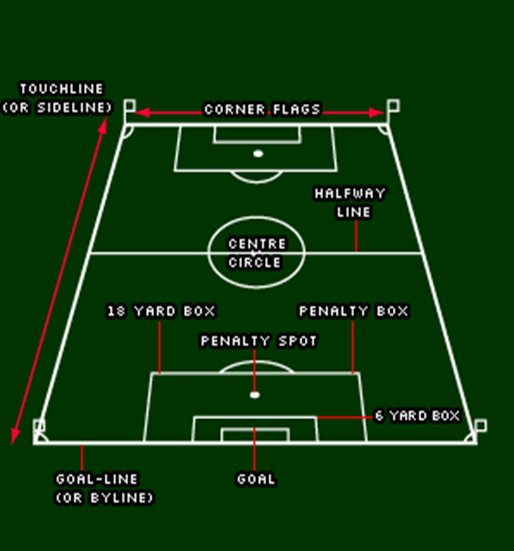 TOUCHLINE
(OR SIDELINE)
CORNER FLAGS
HALFWAY
LINE
CENTRE
CIRCLE
18 YARD BOX
PENALTY BOX
PENALTY SPOT
6 YARD BOX
GOAL-LINE
(OR BYLINE)
GOAL